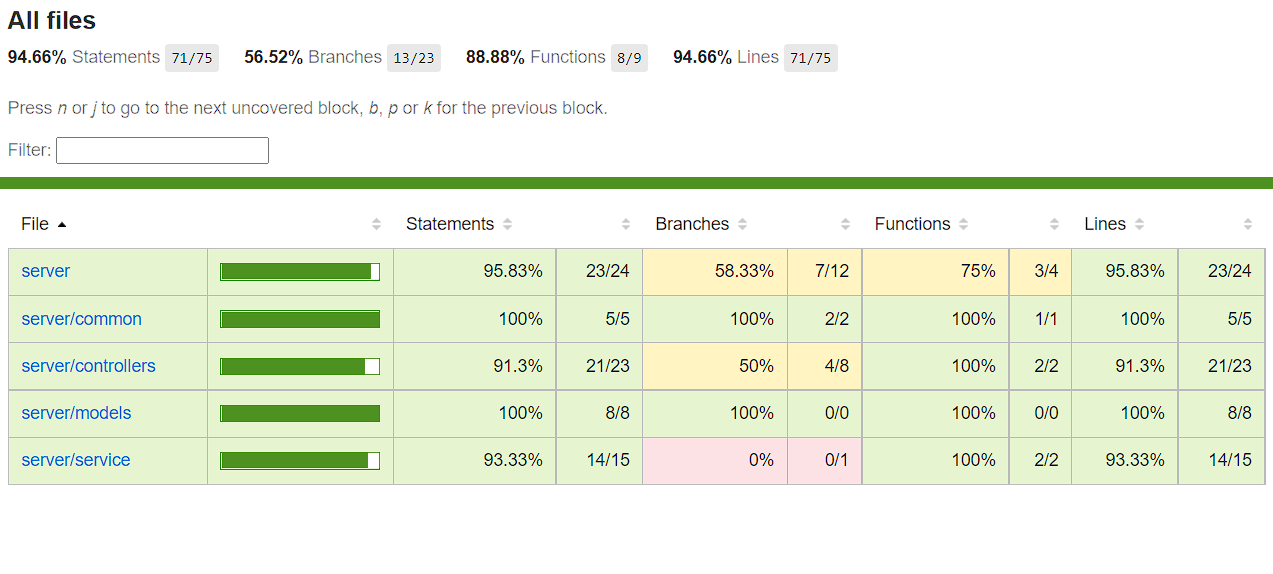 All files
94.66% Statements 71/75 56.52% Branches 13/23 88.88% Functions 8/9 94.66% Lines 71/75
Press n or j to go to the next uncovered block, b, p or k for the previous block.
Filter:
File Statements Branches Functions Lines
server 95.83% 23/24 58.33% 7/12 75% 3/4 95.83% 23/24
server/common 100% 5/5 100% 2/2 100% 1/1 100% 5/5
server/controllers 91.3% 21/23 50% 4/8 100% 2/2 91.3% 21/23
server/models 100% 8/8 100% 0/0 100% 0/0 100% 8/8
server/service 93.33% 14/15 0% 0/1 100% 2/2 93.33% 14/15